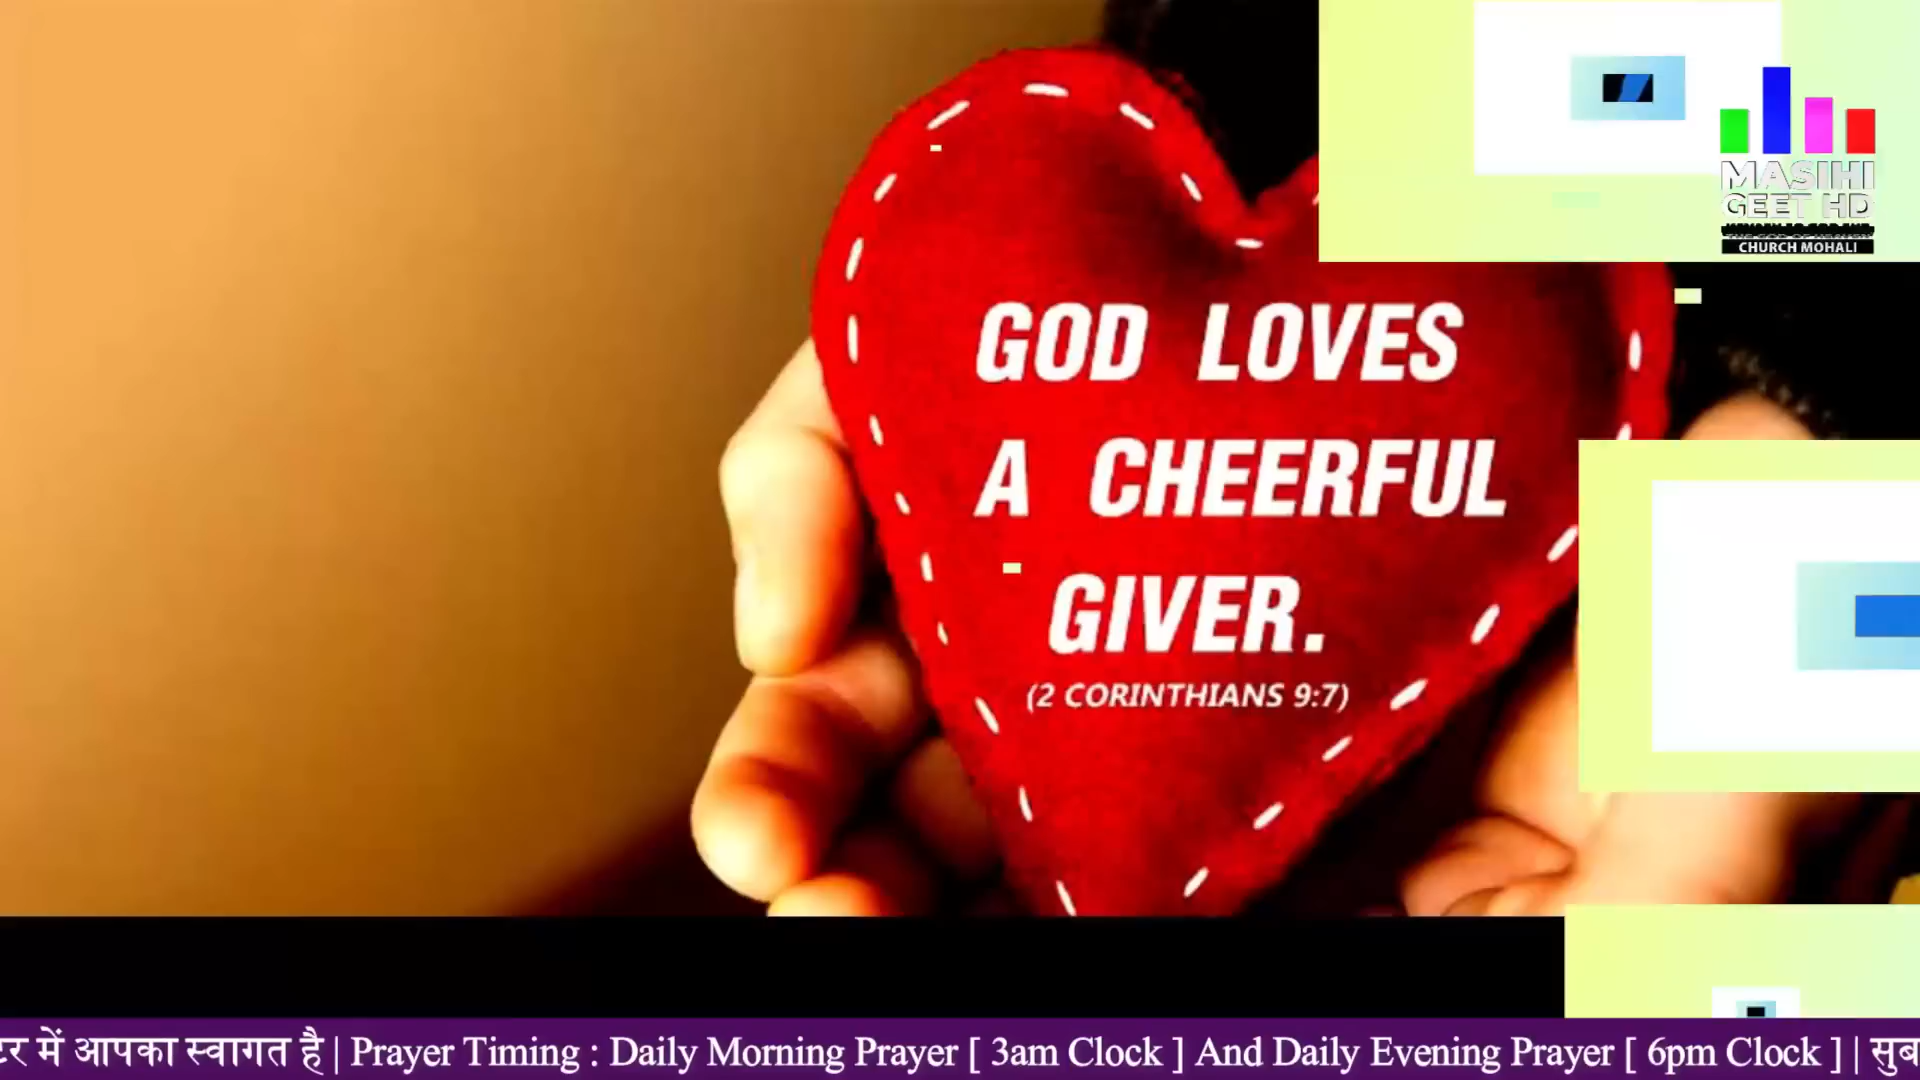 MASIHI
GEET HD
CHURCH MOHALI
GOD LOVES
A CHEERFUL
GIVER.
(2 CORINTHIANS 9:7)
में आपका स्वागत है | Prayer Timing : Daily Morning Prayer [ 3am Clock ] And Daily Evening Prayer [ 6pm Clock ] |